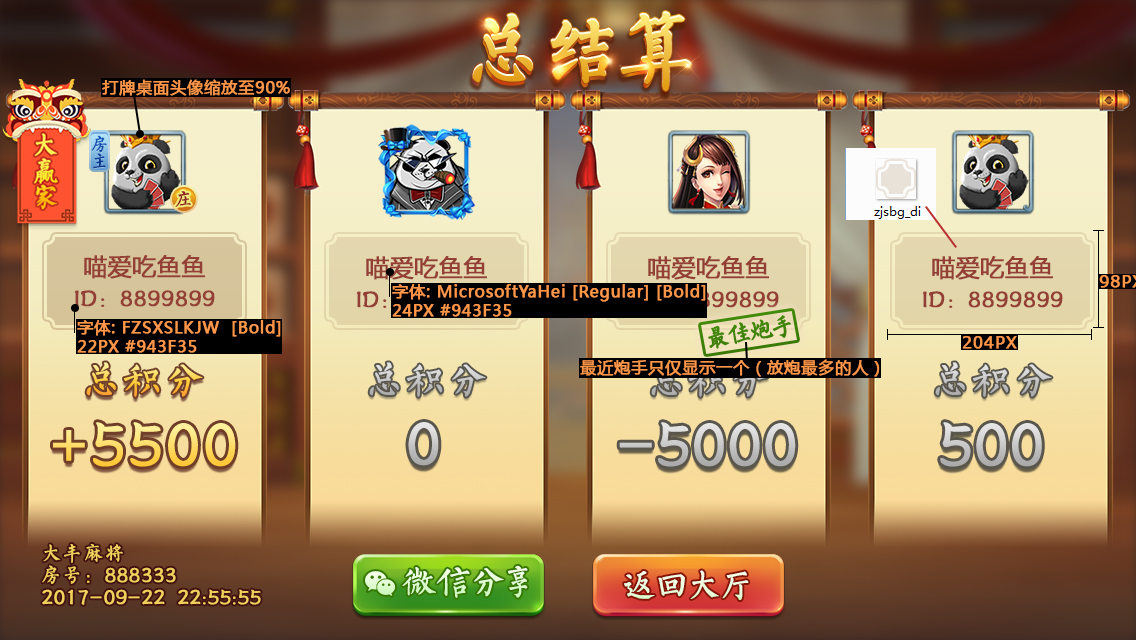 总结算
打牌桌面头像缩放至90%
大赢家
房主
庄
zjsbg_di
喵爱吃鱼鱼
ID：8899899
喵爱吃鱼鱼
ID：
喵爱吃鱼鱼
899899
喵爱吃鱼鱼
ID：8899899
98PX
204PX
字体: MicrosoftYaHei [Regular] [Bold]
24PX #943F35
字体: FZSXSLKJW [Bold]
22PX #943F35
最佳炮手
最近炮手只仅显示一个（放炮最多的人）
总积分
+5500
总积分
0
总积分
-5000
总积分
500
大丰麻将
房号：888333
2017-09-22 22:55:55
微信分享
返回大厅